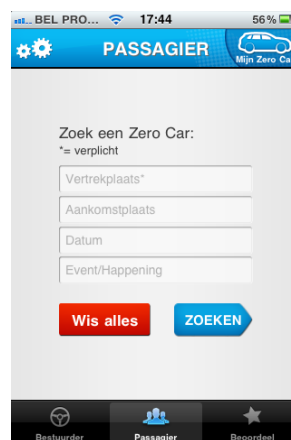 BEL PRO... 17:44 56%
PASSAGIER
Mijn Zero Ca
Zoek een Zero Car:
*= verplicht
Vertrekplaats*
Aankomstplaats
Datum
Event/Happening
Wis alles ZOEKEN
Bestuurder Passagier Beoordeel